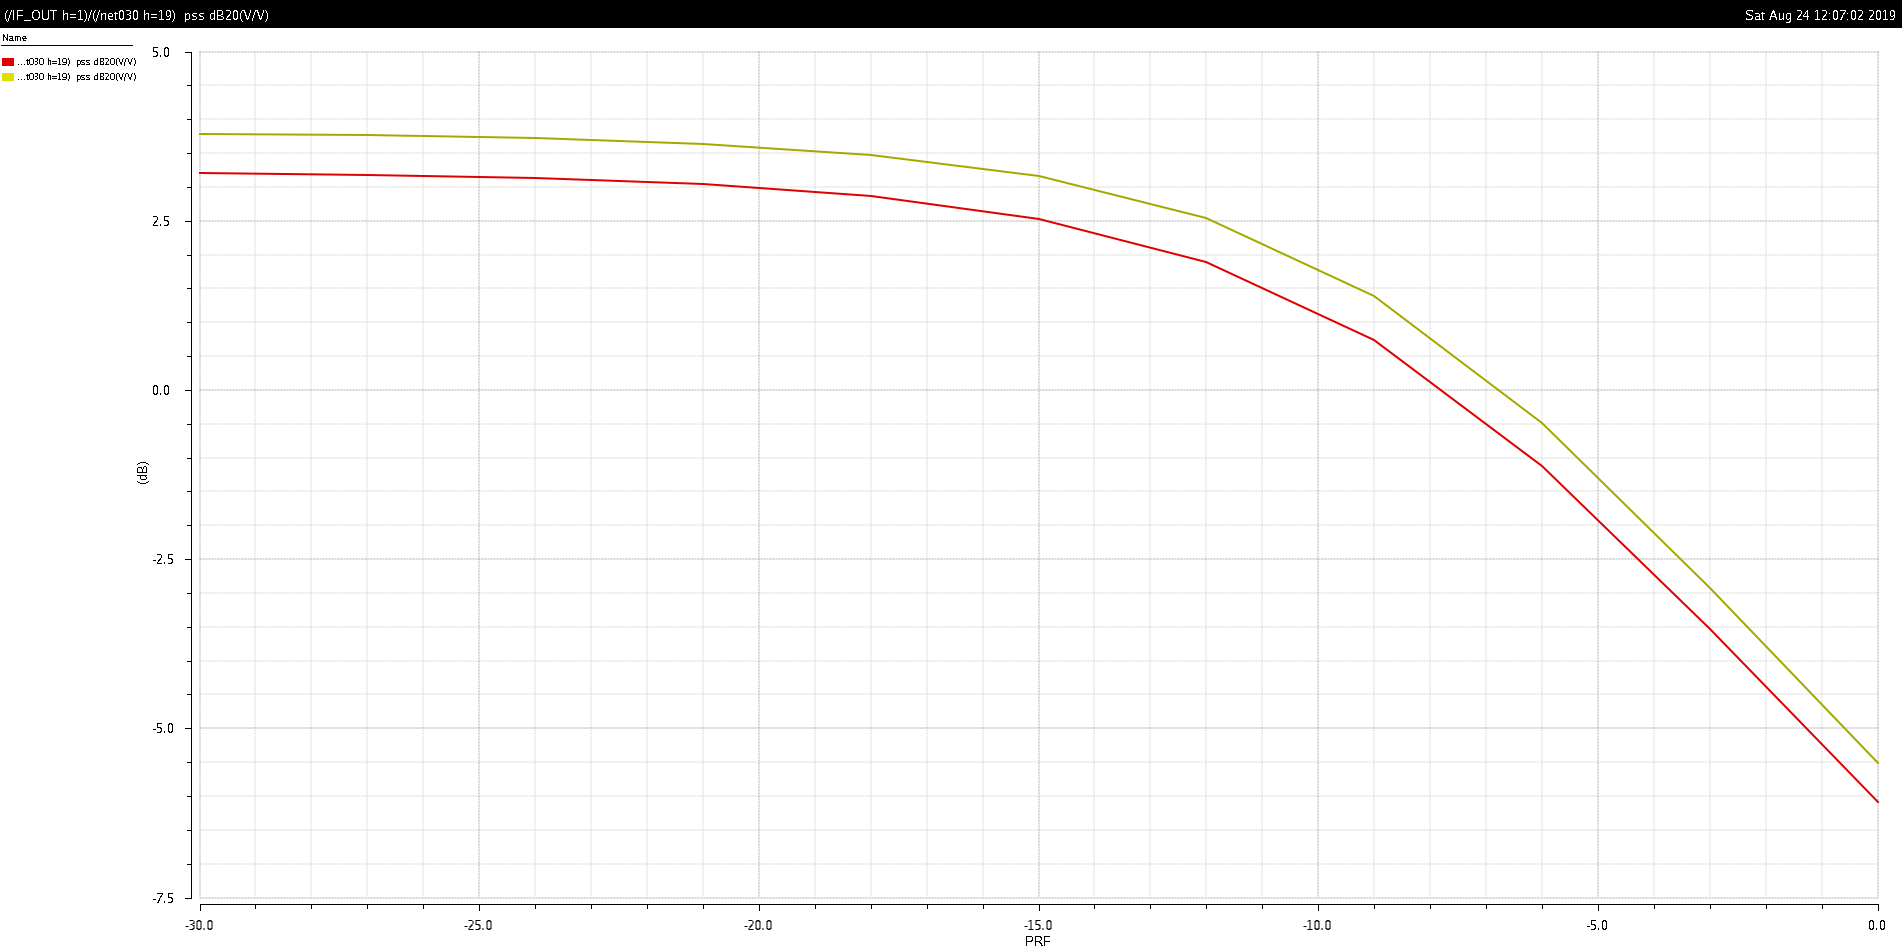 (/IF_OUT h=1)/(/net030 h=19) pss dB20(V/V)
Sat Aug 24 12:07:02 2019
Name
...t030 h=19) pss dB20(V/V)
...t030 h=19) pss dB20(V/V)
5.0
2.5
0.0
-2.5
-5.0
-7.5
(dB)
-30.0 -25.0 -20.0 -15.0 -10.0 -5.0 0.0
PRF